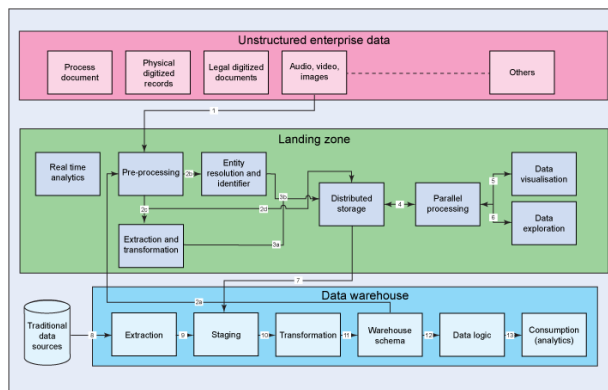 Unstructured enterprise data
Process
document
Physical
digitized
records
Legal digitized
documents
Audio, video,
images
Others
1
Landing zone
Real time
analytics
Pre-processing
2b
Entity
resolution and
identifier
3b
Distributed
storage
4
Parallel
processing
5
Data
visualisation
6
Data
exploration
2c
2d
Extraction and
transformation
3a
7
2a
Data warehouse
Traditional
data
sources
8
Extraction
9
Staging
10
Transformation
11
Warehouse
schema
12
Data logic
13
Consumption
(analytics)